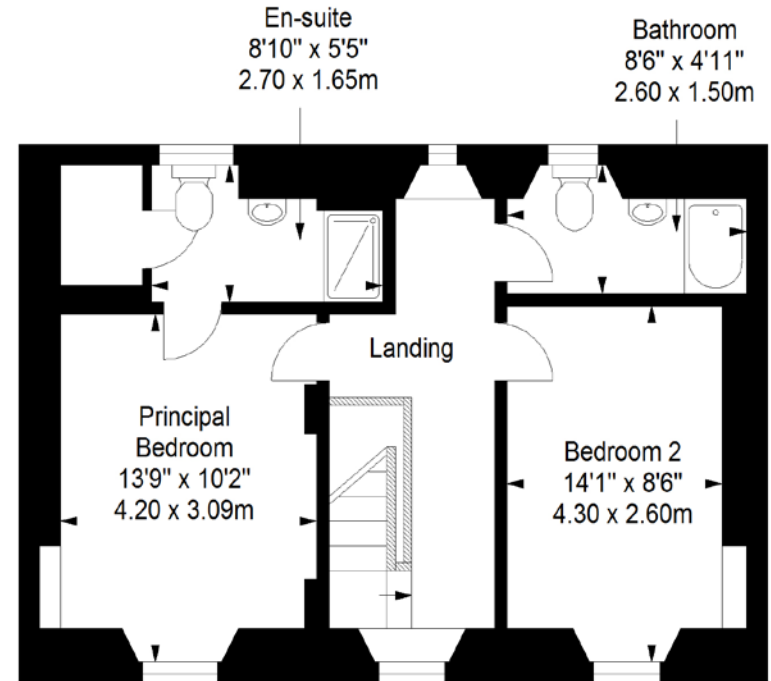 En-suite
8'10" x 5'5"
2.70 x 1.65m
Bathroom
8'6" x 4'11"
2.60 x 1.50m
Landing
Principal
Bedroom
13'9" x 10'2"
4.20 x 3.09m
Bedroom 2
14'1" x 8'6"
4.30 x 2.60m